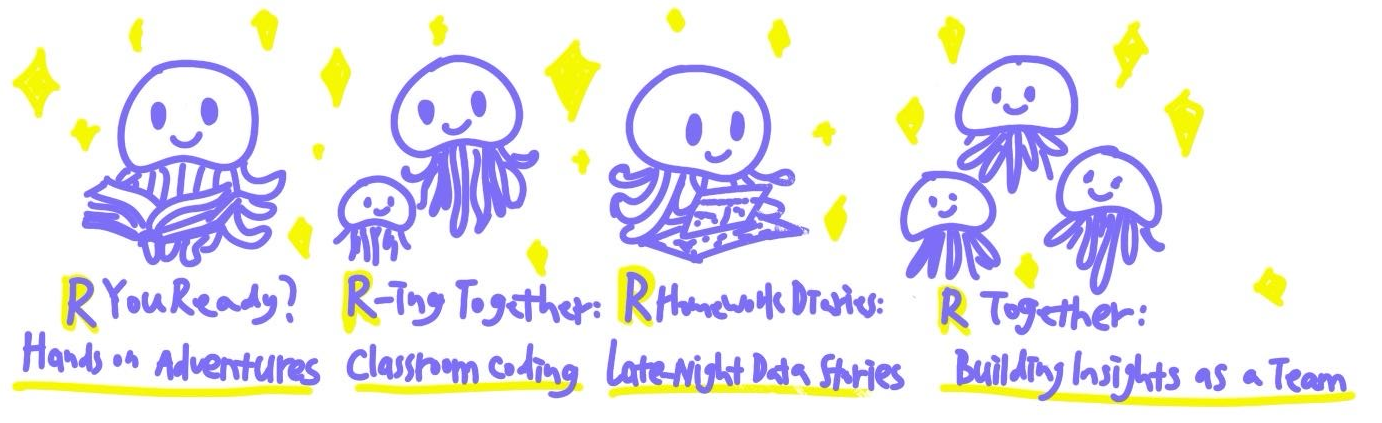 R You Ready?
Hands on Adventures
R-Ing Together:
Classroom Coding
R Homework Diaries:
Late-Night Data Stories
R Together:
Building Insights as a Team